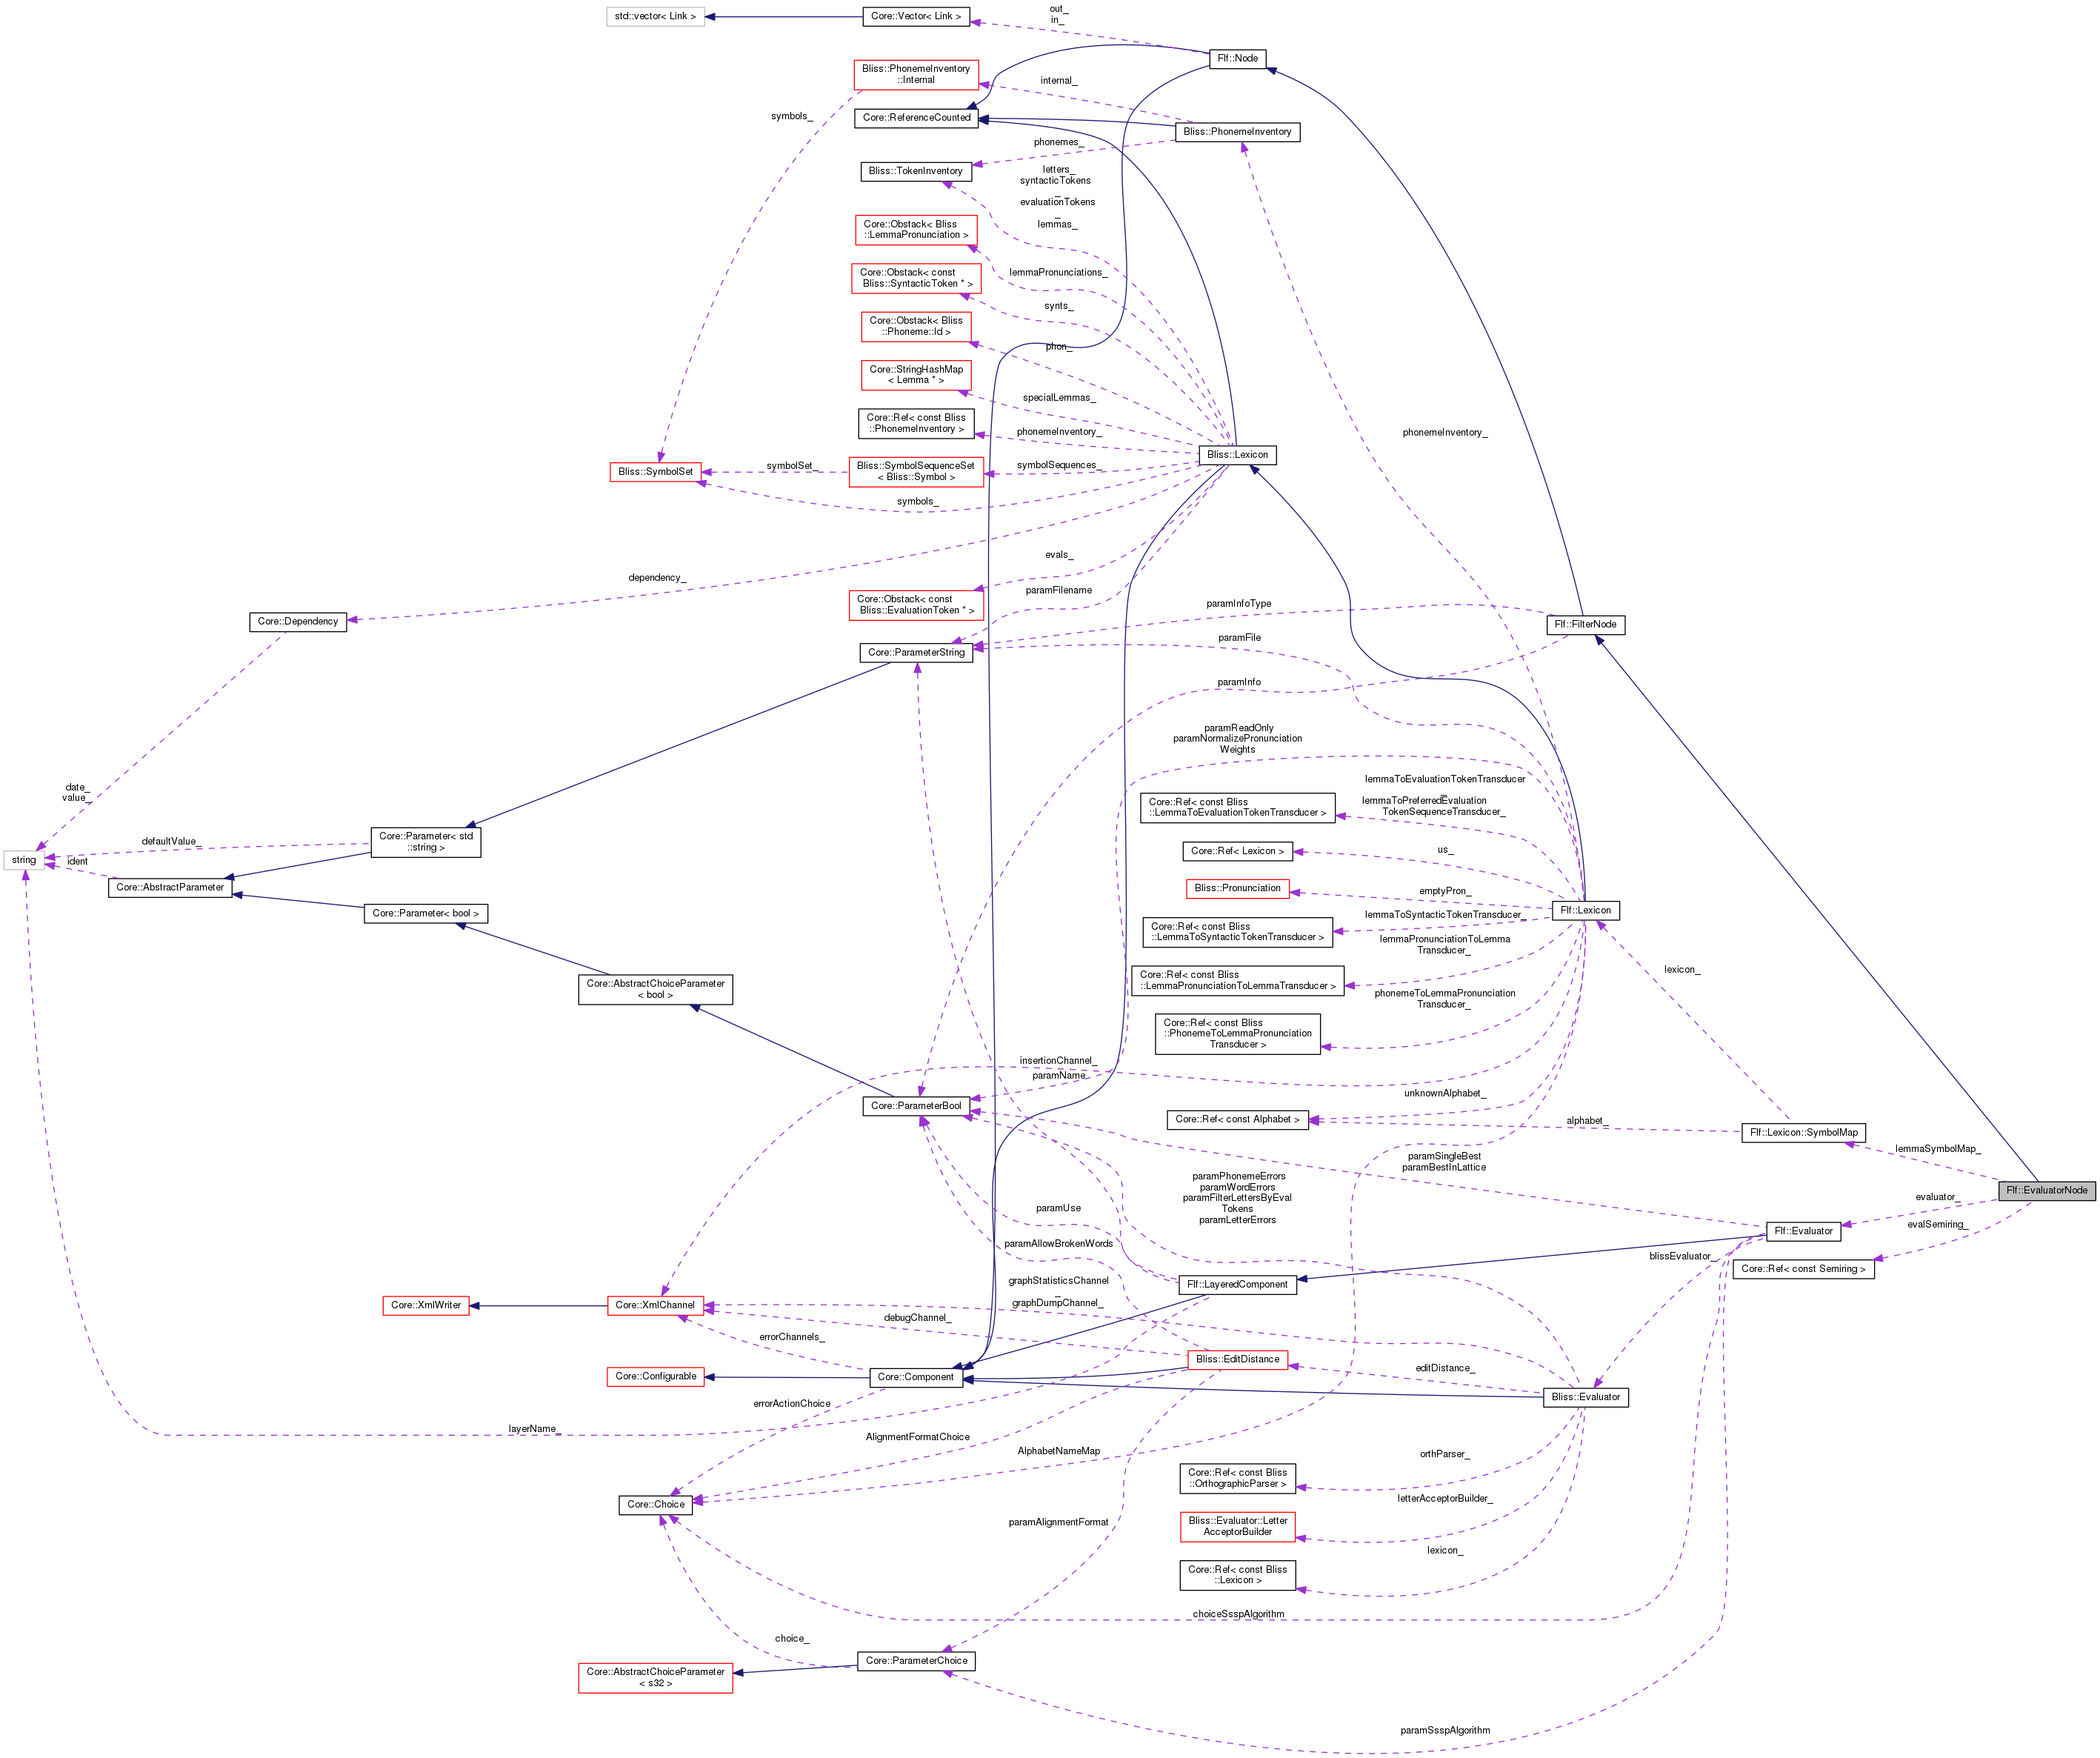 std::vector< Link >
Core::Vector< Link >
out_
in_
Flf::Node
Bliss::PhonemeInventory
::Internal
internal_
Core::ReferenceCounted
symbols_
Bliss::PhonemeInventory
phonemes_
Bliss::TokenInventory
letters_
syntacticTokens
_
evaluationTokens
_
lemmas_
Core::Obstack< Bliss
::LemmaPronunciation >
lemmaPronunciations_
Core::Obstack< const
Bliss::SyntacticToken * >
synts_
Core::Obstack< Bliss
::Phoneme::Id >
phon_
Core::StringHashMap
< Lemma * >
specialLemmas_
Core::Ref< const Bliss
::PhonemeInventory >
phonemeInventory_
phonemeInventory_
Bliss::Lexicon
Bliss::SymbolSet
symbolSet_
Bliss::SymbolSequenceSet
< Bliss::Symbol >
symbolSequences_
symbols_
evals_
dependency_
Core::Obstack< const
Bliss::EvaluationToken * >
paramFilename
paramInfoType
Core::Dependency
Flf::FilterNode
paramFile
Core::ParameterString
paramInfo
paramReadOnly
paramNormalizePronunciation
Weights
date_
value_
lemmaToEvaluationTokenTransducer
_
lemmaToPreferredEvaluation
TokenSequenceTransducer_
Core::Ref< const Bliss
::LemmaToEvaluationTokenTransducer >
Core::Parameter< std
::string >
defaultValue_
string
ident
Core::Ref< Lexicon >
us_
Core::AbstractParameter
Bliss::Pronunciation
emptyPron_
Core::Parameter< bool >
Flf::Lexicon
Core::Ref< const Bliss
::LemmaToSyntacticTokenTransducer >
lemmaToSyntacticTokenTransducer_
lemmaPronunciationToLemma
Transducer_
lexicon_
Core::AbstractChoiceParameter
< bool >
Core::Ref< const Bliss
::LemmaPronunciationToLemmaTransducer >
phonemeToLemmaPronunciation
Transducer_
Core::Ref< const Bliss
::PhonemeToLemmaPronunciation
Transducer >
insertionChannel_
paramName
Core::ParameterBool
unknownAlphabet_
Core::Ref< const Alphabet >
alphabet_
Flf::Lexicon::SymbolMap
lemmaSymbolMap_
paramSingleBest
paramBestInLattice
paramPhonemeErrors
paramWordErrors
paramFilterLettersByEval
Tokens
paramLetterErrors
Flf::EvaluatorNode
evaluator_
paramUse
Flf::Evaluator
evalSemiring_
paramAllowBrokenWords
blissEvaluator_
Core::Ref< const Semiring >
graphStatisticsChannel
_
graphDumpChannel_
Flf::LayeredComponent
Core::XmlWriter
Core::XmlChannel
debugChannel_
errorChannels_
Bliss::EditDistance
editDistance_
Core::Configurable
Core::Component
Bliss::Evaluator
errorActionChoice
layerName_
AlignmentFormatChoice
AlphabetNameMap
orthParser_
Core::Ref< const Bliss
::OrthographicParser >
letterAcceptorBuilder_
Core::Choice
paramAlignmentFormat
Bliss::Evaluator::Letter
AcceptorBuilder
lexicon_
Core::Ref< const Bliss
::Lexicon >
choiceSsspAlgorithm
choice_
Core::ParameterChoice
Core::AbstractChoiceParameter
< s32 >
paramSsspAlgorithm